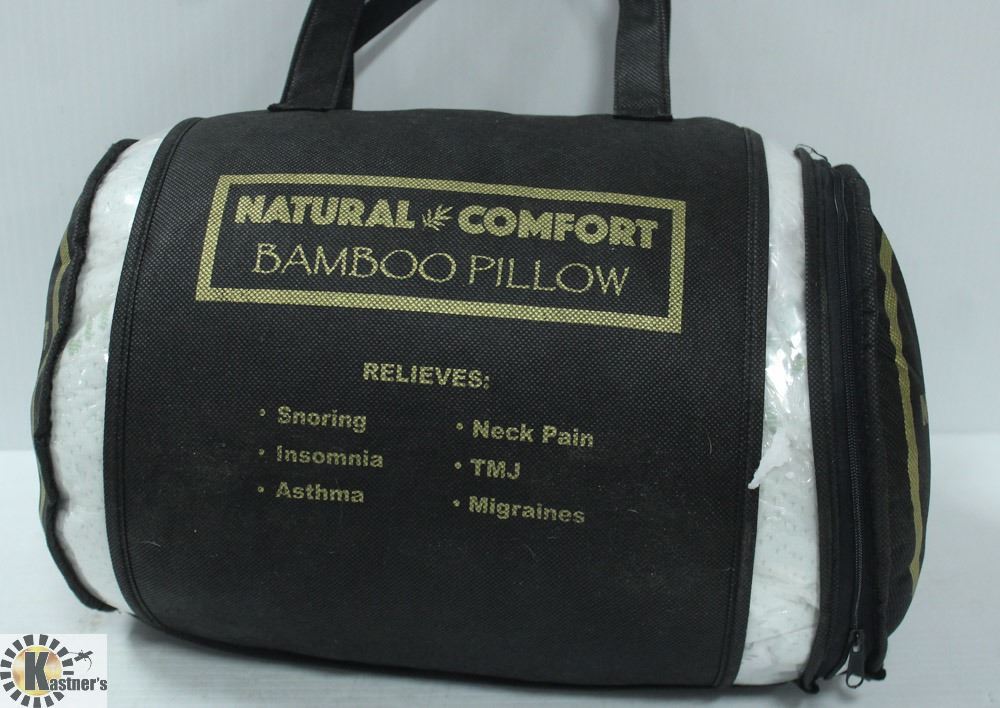 NATURAL COMFORT
BAMBOO PILLOW
RELIEVES:
• Snoring
• Insomnia
• Asthma
• Neck Pain
• TMJ
• Migraines
Kastner's